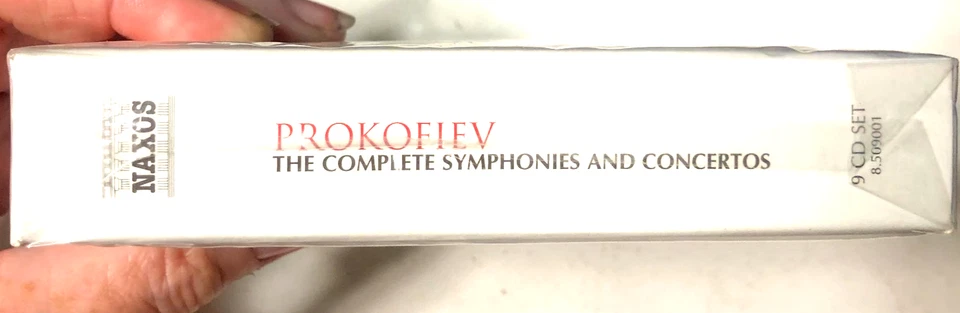 NAXOS
PROKOFIEV
THE COMPLETE SYMPHONIES AND CONCERTOS
9 CD SET
8.509001